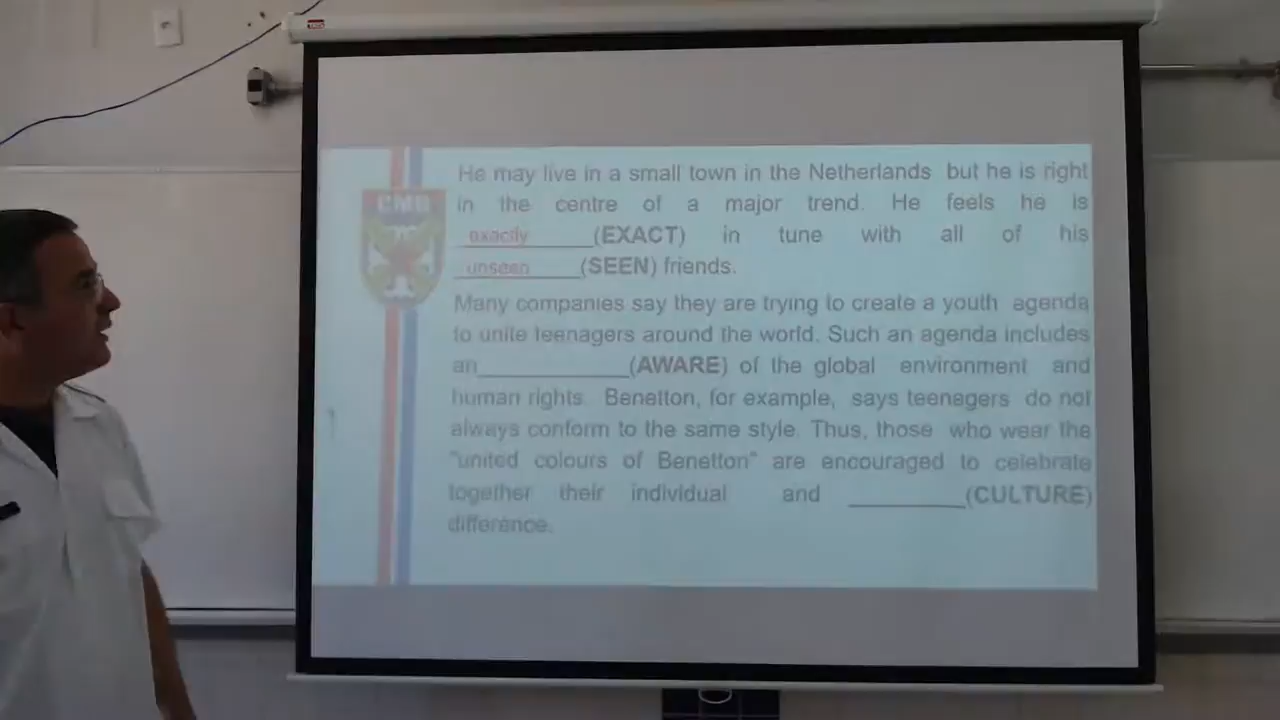 He may live in a small town in the Netherlands but he is right
in the centre of a major trend. He feels he is
exactly (EXACT) in tune with all of his
unseen (SEEN) friends.
Many companies say they are trying to create a youth agenda
to unite teenagers around the world. Such an agenda includes
an____________(AWARE) of the global environment and
human rights. Benetton, for example, says teenagers do not
always conform to the same style. Thus, those who wear the
"united colours of Benetton" are encouraged to celebrate
together their individual and _________(CULTURE)
difference.